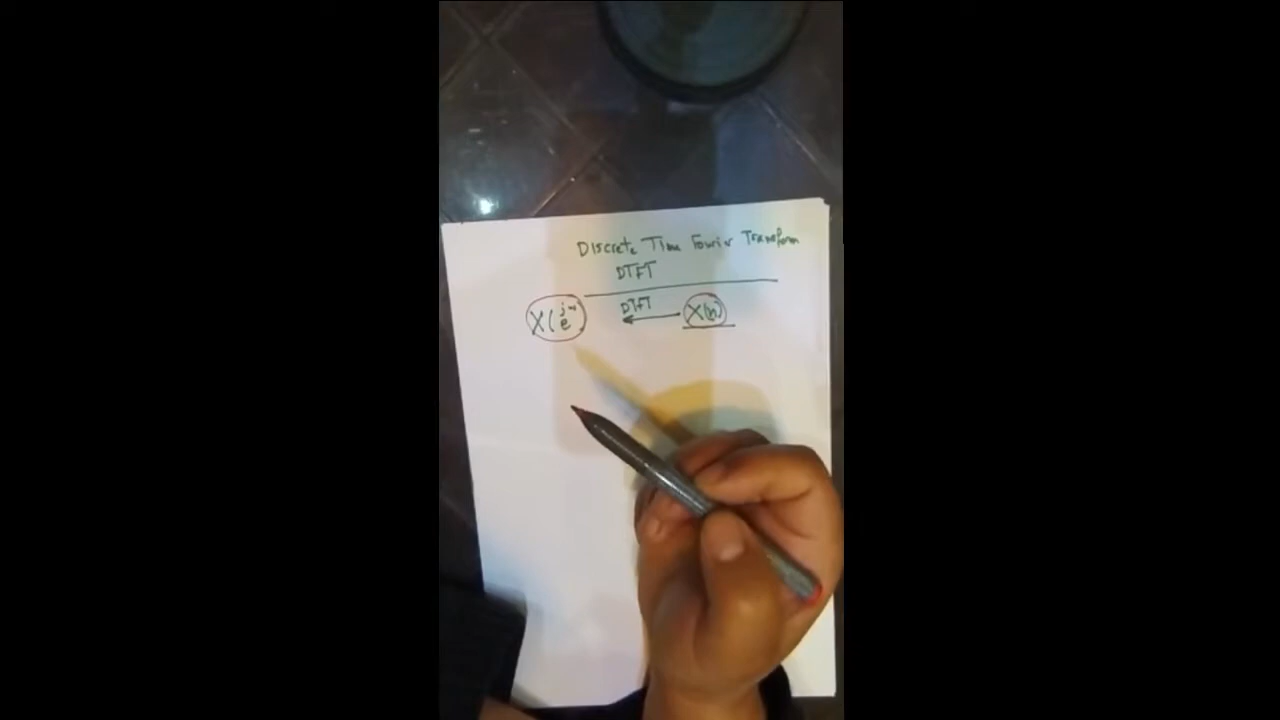 Discrete Time Fourier Transform
DTFT
X(e^jω) DTFT ← X(n)